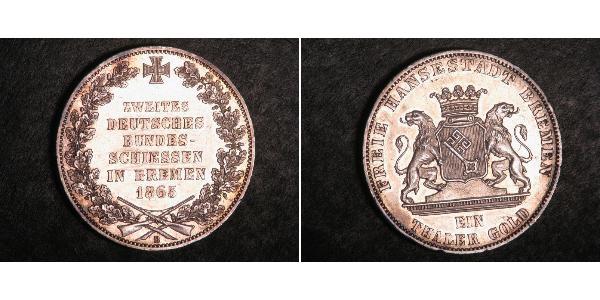 ZWEITES
DEUTSCHES
BUNDES-
SCHIESSEN
IN BREMEN
1865
B
FREIE HANSESTADT BREMEN
EIN
THALER GOLD